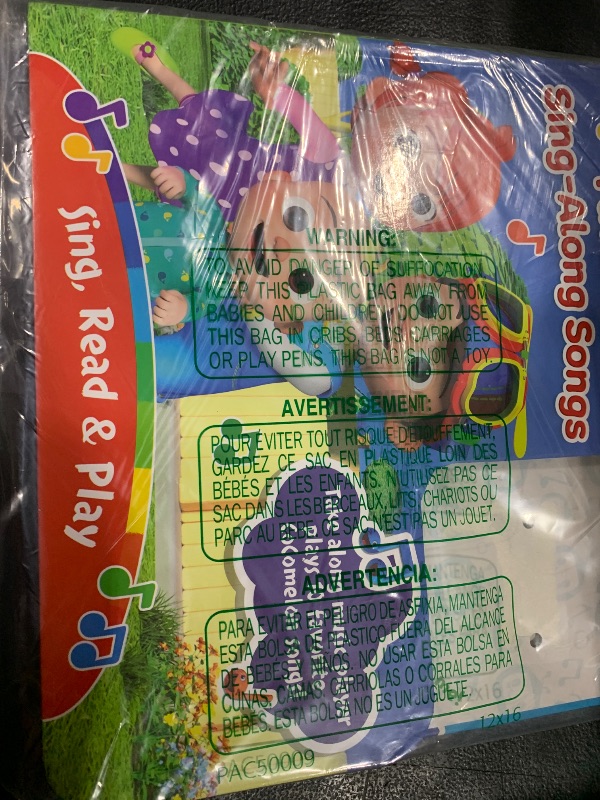 Sing-Along Songs
Sing, Read & Play
WARNING:
TO AVOID DANGER OF SUFFOCATION,
KEEP THIS PLASTIC BAG AWAY FROM
BABIES AND CHILDREN. DO NOT USE
THIS BAG IN CRIBS, BEDS, CARRIAGES
OR PLAY PENS. THIS BAG IS NOT A TOY.
AVERTISSEMENT:
POUR ÉVITER TOUT RISQUE D'ETOUFFEMENT,
GARDEZ CE SAC EN PLASTIQUE LOIN DES
BÉBÉS ET LES ENFANTS. N'UTILISEZ PAS CE
SAC DANS LES BERCEAUX, LITS, CHARIOTS OU
PARC AU BEBE. CE SAC N'EST PAS UN JOUET.
ADVERTENCIA:
PARA EVITAR EL PELIGRO DE ASFIXIA, MANTENGA
ESTA BOLSA DE PLASTICO FUERA DEL ALCANCE
DE BEBES Y NIÑOS. NO USAR ESTA BOLSA EN
CUNAS, CAMAS, CARRIOLAS O CORRALES PARA
BEBES. ESTA BOLSA NO ES UN JUGUETE.
PAC50009
12x16